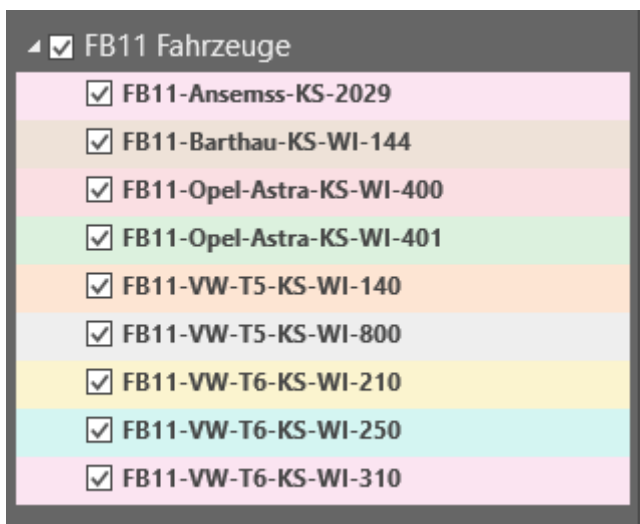 FB11 Fahrzeuge
FB11-Ansemss-KS-2029
FB11-Barthau-KS-WI-144
FB11-Opel-Astra-KS-WI-400
FB11-Opel-Astra-KS-WI-401
FB11-VW-T5-KS-WI-140
FB11-VW-T5-KS-WI-800
FB11-VW-T6-KS-WI-210
FB11-VW-T6-KS-WI-250
FB11-VW-T6-KS-WI-310